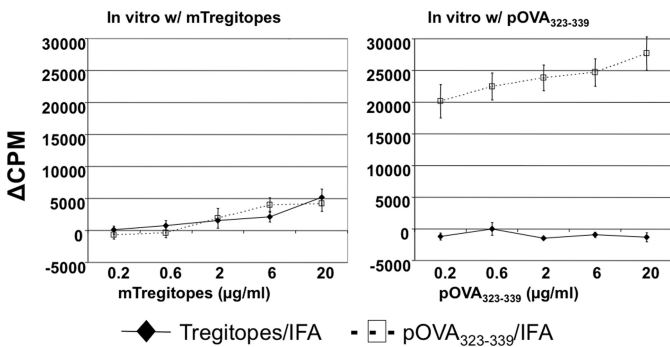 In vitro w/ mTregitopes
In vitro w/ pOVA₃₂₃₋₃₃₉
ΔCPM
30000
25000
20000
15000
10000
5000
0
-5000
0.2 0.6 2 6 20
mTregitopes (μg/ml)
30000
25000
20000
15000
10000
5000
0
-5000
0.2 0.6 2 6 20
pOVA₃₂₃₋₃₃₉ (μg/ml)
Tregitopes/IFA
pOVA₃₂₃₋₃₃₉/IFA